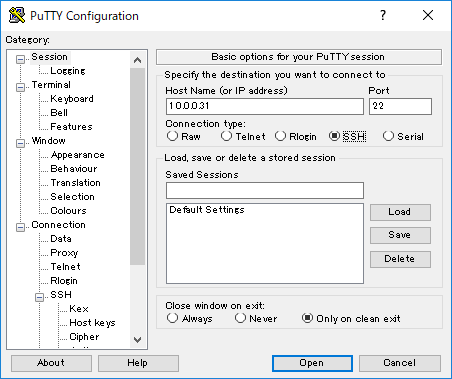 PuTTY Configuration
?
Category:
Session
Logging
Terminal
Keyboard
Bell
Features
Window
Appearance
Behaviour
Translation
Selection
Colours
Connection
Data
Proxy
Telnet
Rlogin
SSH
Kex
Host keys
Cipher
Basic options for your PuTTY session
Specify the destination you want to connect to
Host Name (or IP address) Port
10.0.0.31 22
Connection type:
Raw Telnet Rlogin SSH Serial
Load, save or delete a stored session
Saved Sessions
Default Settings
Load
Save
Delete
Close window on exit:
Always Never Only on clean exit
About Help Open Cancel